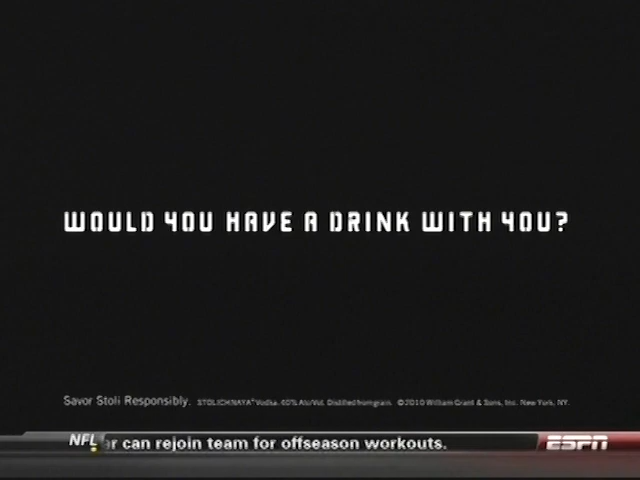 WOULD YOU HAVE A DRINK WITH YOU?
Savor Stoli Responsibly. STOLICHNAYA® Vodka. 40% Alc/Vol. Distilled from grain. ©2010 William Grant & Sons, Inc. New York, NY.
NFL er can rejoin team for offseason workouts. ESPN